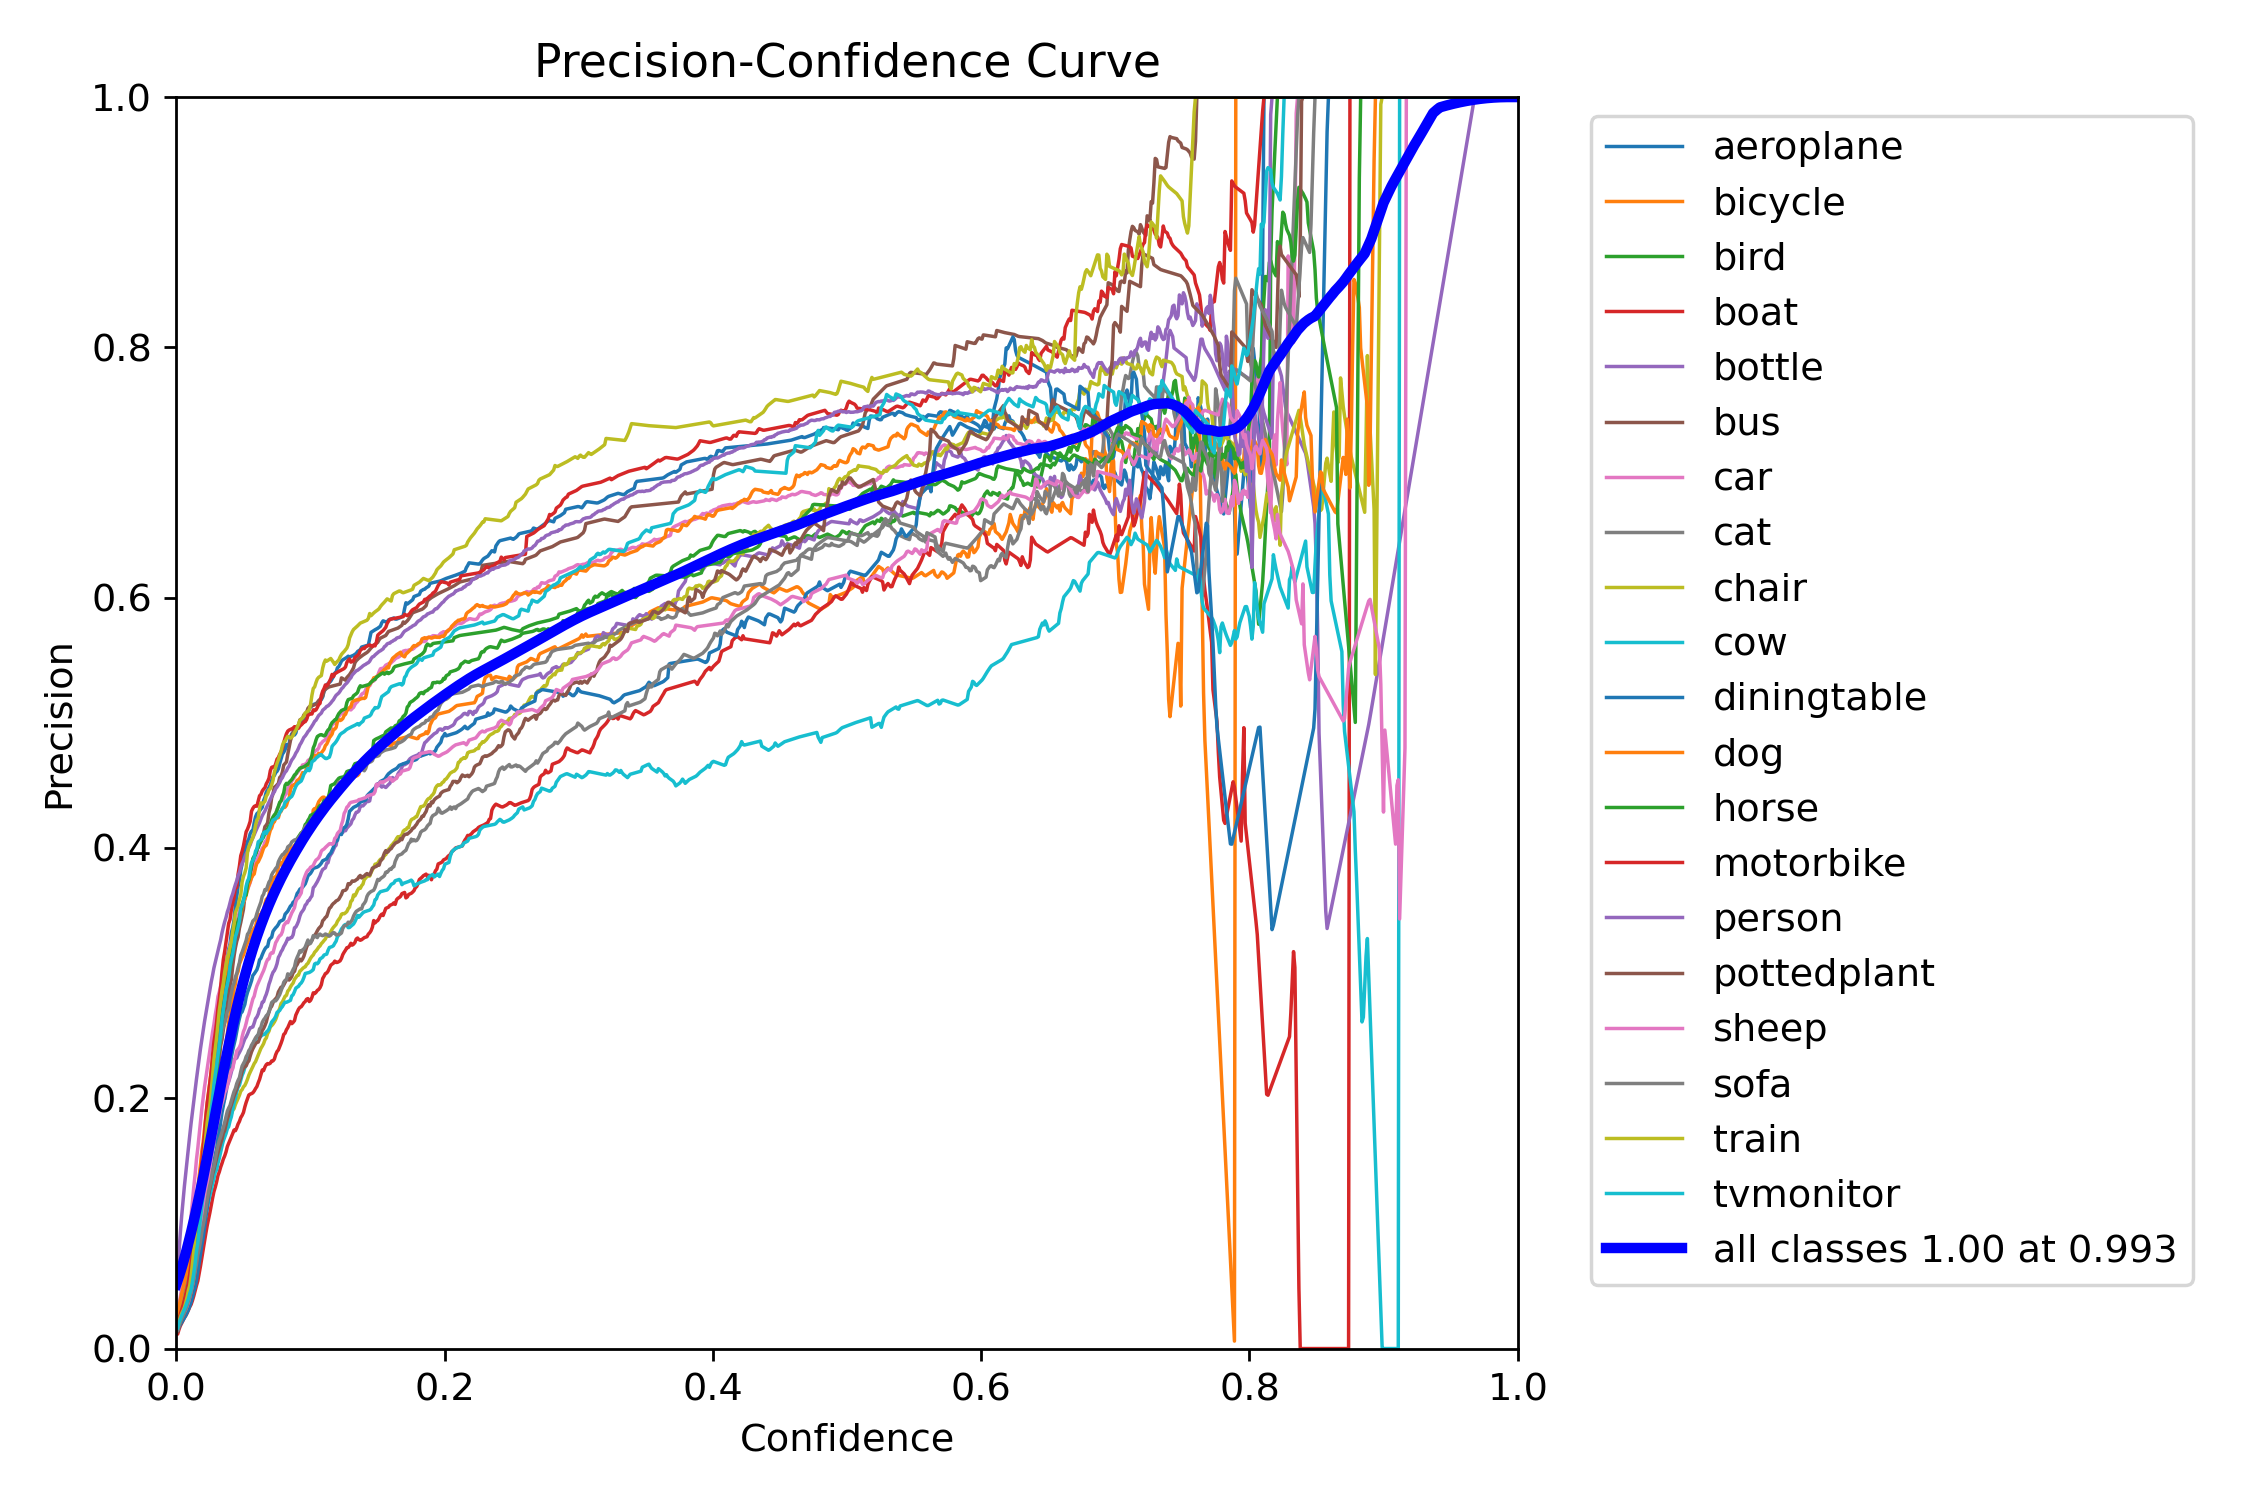 Precision-Confidence Curve
1.0
0.8
0.6
0.4
0.2
0.0
Precision
0.0
0.2
0.4
0.6
0.8
1.0
Confidence
aeroplane
bicycle
bird
boat
bottle
bus
car
cat
chair
cow
diningtable
dog
horse
motorbike
person
pottedplant
sheep
sofa
train
tvmonitor
all classes 1.00 at 0.993